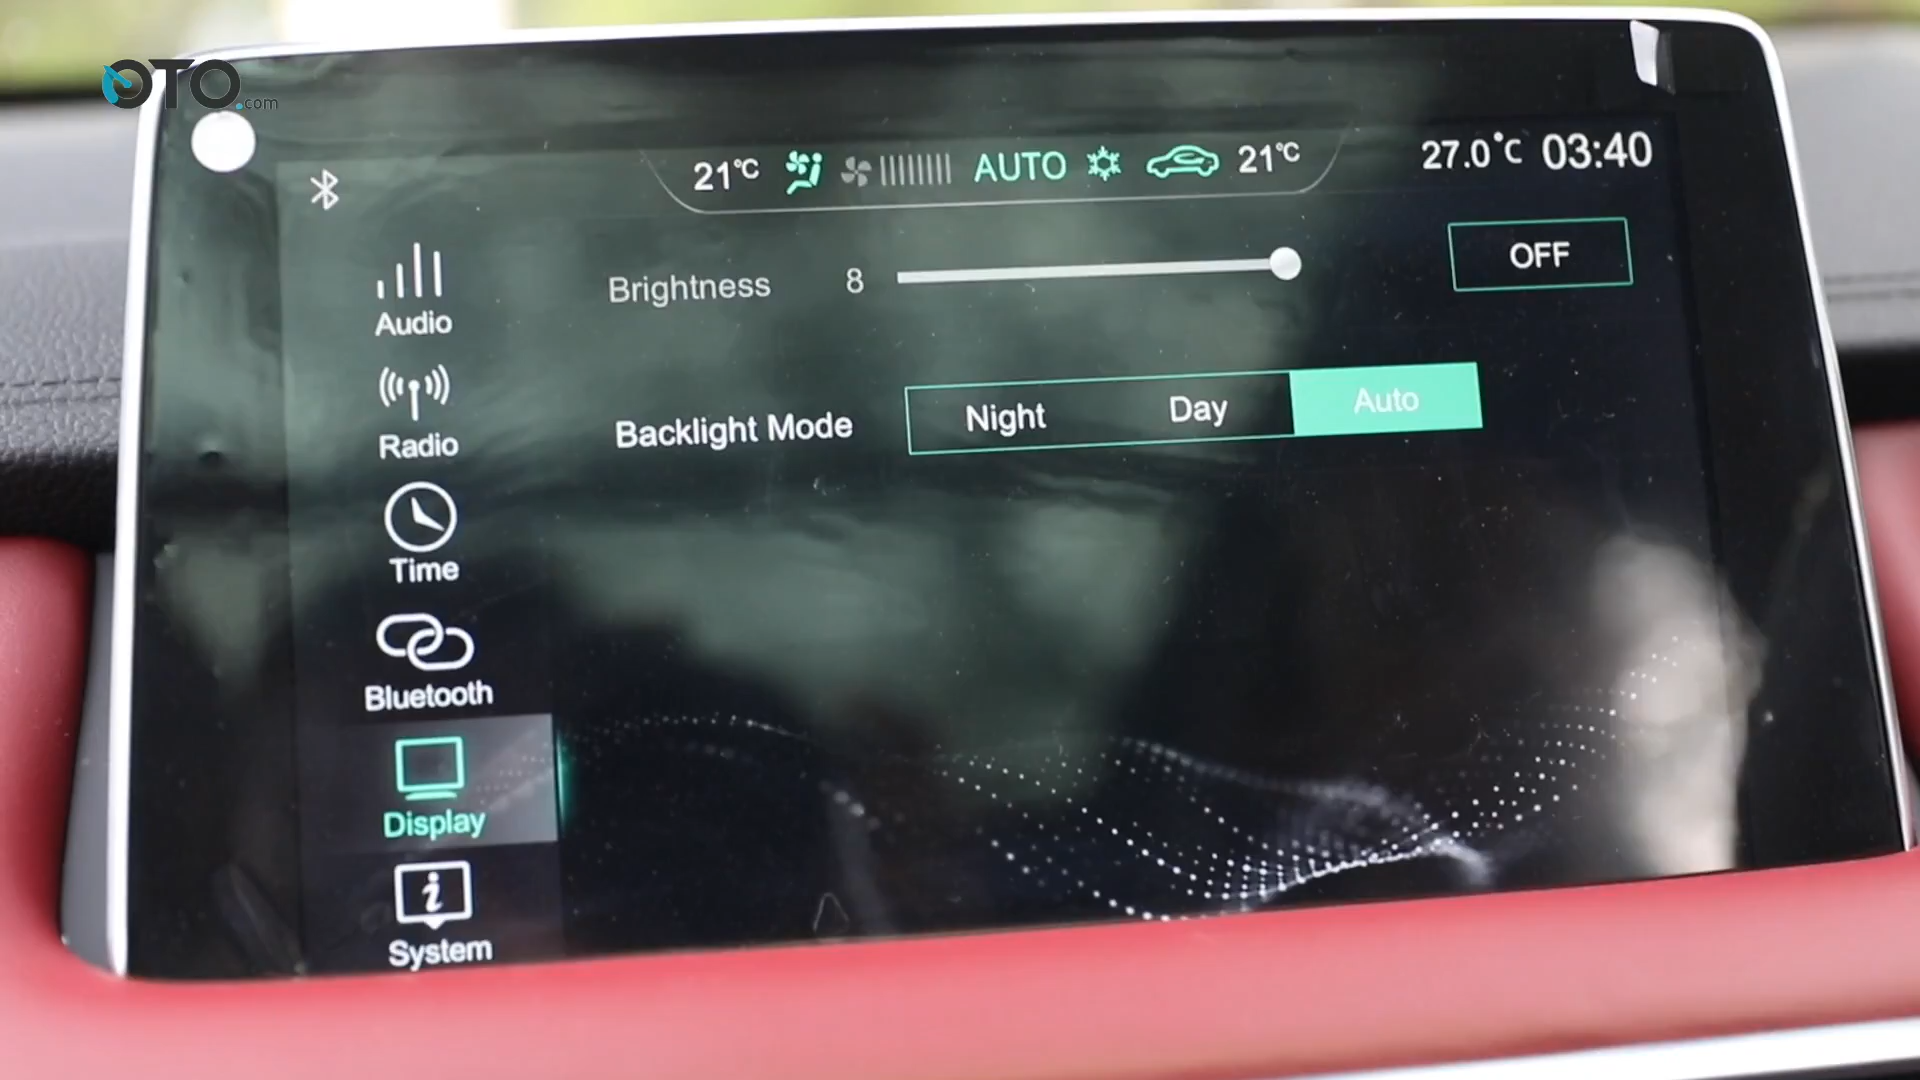 OTO.com
21°C AUTO 21°C 27.0°C 03:40
Audio
Brightness 8 OFF
Radio
Backlight Mode Night Day Auto
Time
Bluetooth
Display
System